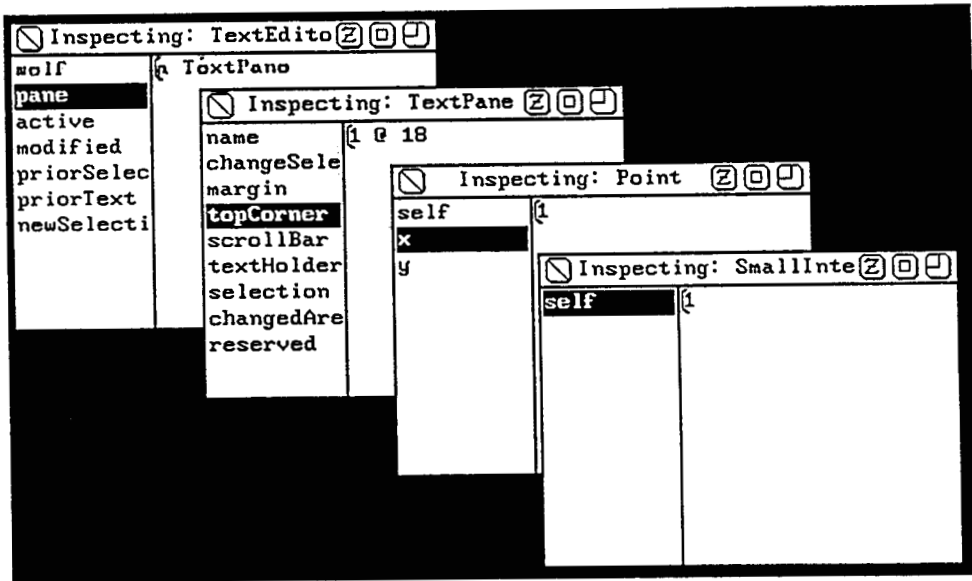 Inspecting: TextEdito
self
pane
active
modified
priorSelec
priorText
newSelecti
a TextPane
Inspecting: TextPane
name
changeSele
margin
topCorner
scrollBar
textHolder
selection
changedAre
reserved
1 @ 18
Inspecting: Point
self
x
y
1
Inspecting: SmallInte
self
1